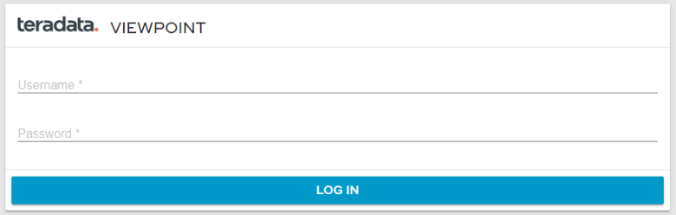 teradata. VIEWPOINT
Username *
Password *
LOG IN